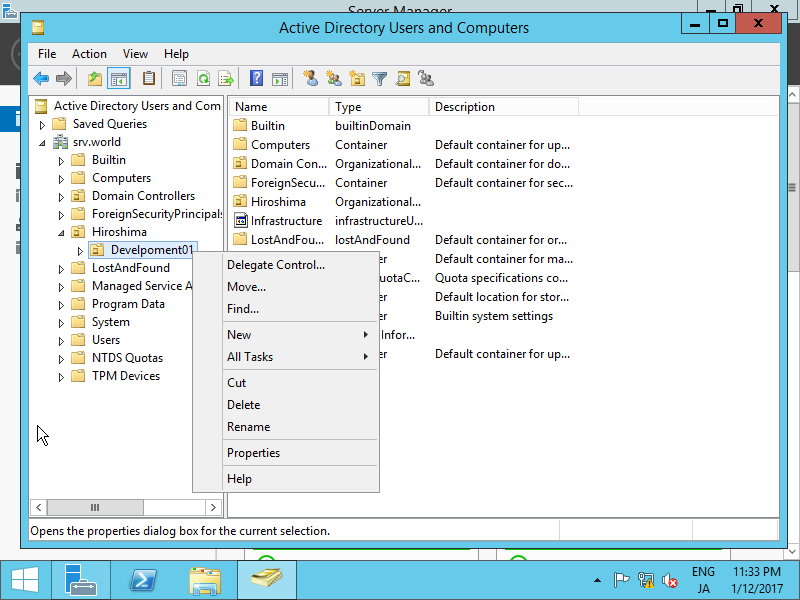 Server Manager
Active Directory Users and Computers
File Action View Help
Active Directory Users and Com
Saved Queries
srv.world
Builtin
Computers
Domain Controllers
ForeignSecurityPrincipals
Hiroshima
Develpoment01
LostAndFound
Managed Service A
Program Data
System
Users
NTDS Quotas
TPM Devices
Name Type Description
Builtin builtinDomain
Computers Container Default container for up...
Domain Con... Organizational... Default container for do...
ForeignSecu... Container Default container for sec...
Hiroshima Organizational...
Infrastructure infrastructureU...
LostAndFou... lostAndFound Default container for or...
er Default container for ma...
uotaC... Quota specifications co...
er Default location for stor...
er Builtin system settings
Infor...
er Default container for up...
Delegate Control...
Move...
Find...
New
All Tasks
Cut
Delete
Rename
Properties
Help
Opens the properties dialog box for the current selection.
ENG 11:33 PM
JA 1/12/2017